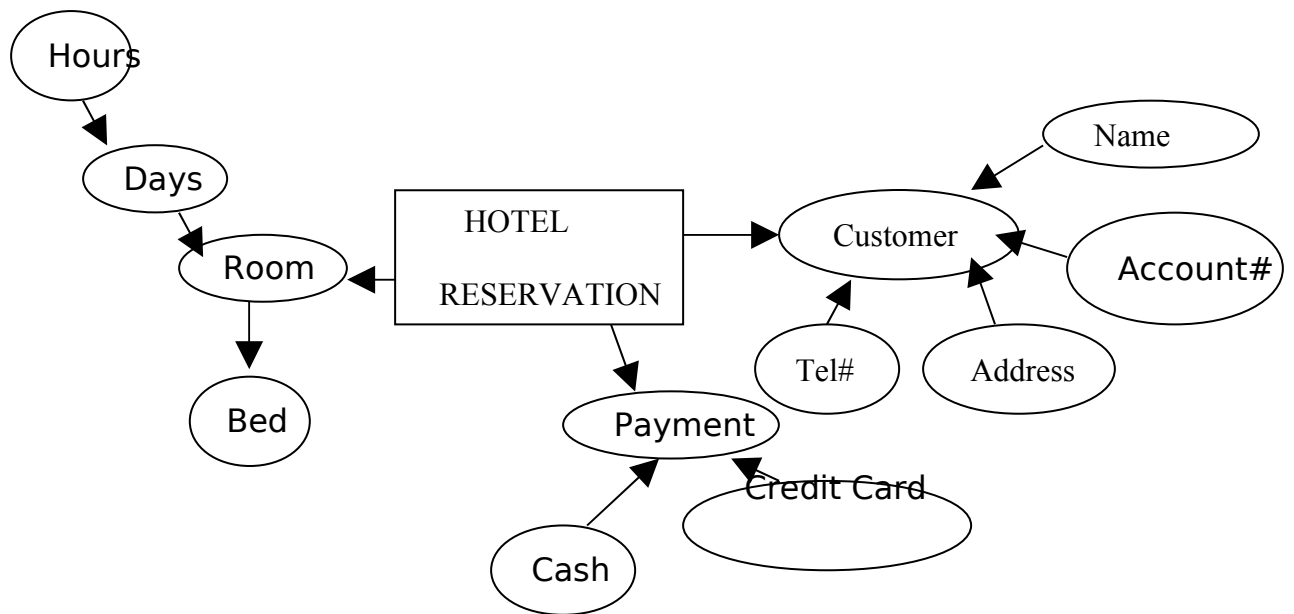 Hours
Name
Days
HOTEL
RESERVATION
Customer
Room
Account#
Tel#
Address
Bed
Payment
Credit Card
Cash